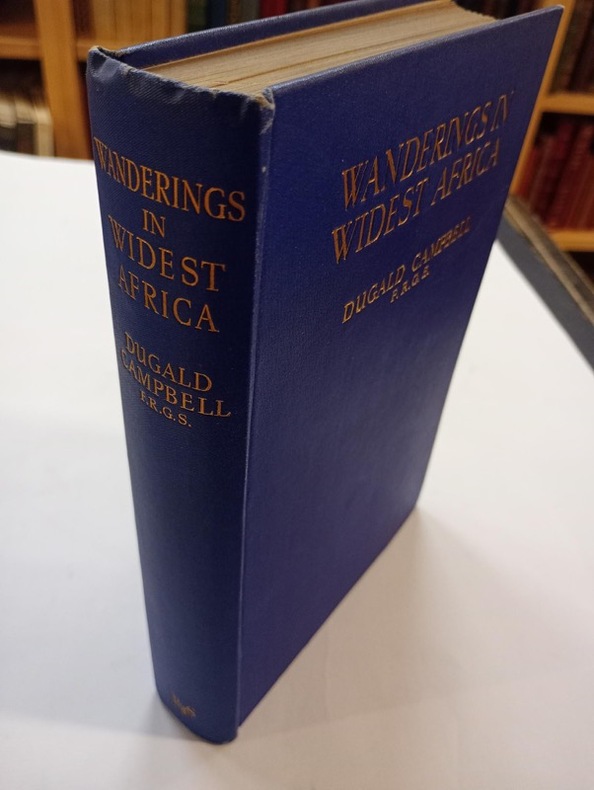 WANDERINGS
IN
WIDEST
AFRICA
DUGALD
CAMPBELL
F.R.G.S.
WANDERINGS IN
WIDEST AFRICA
DUGALD CAMPBELL
F.R.G.S.